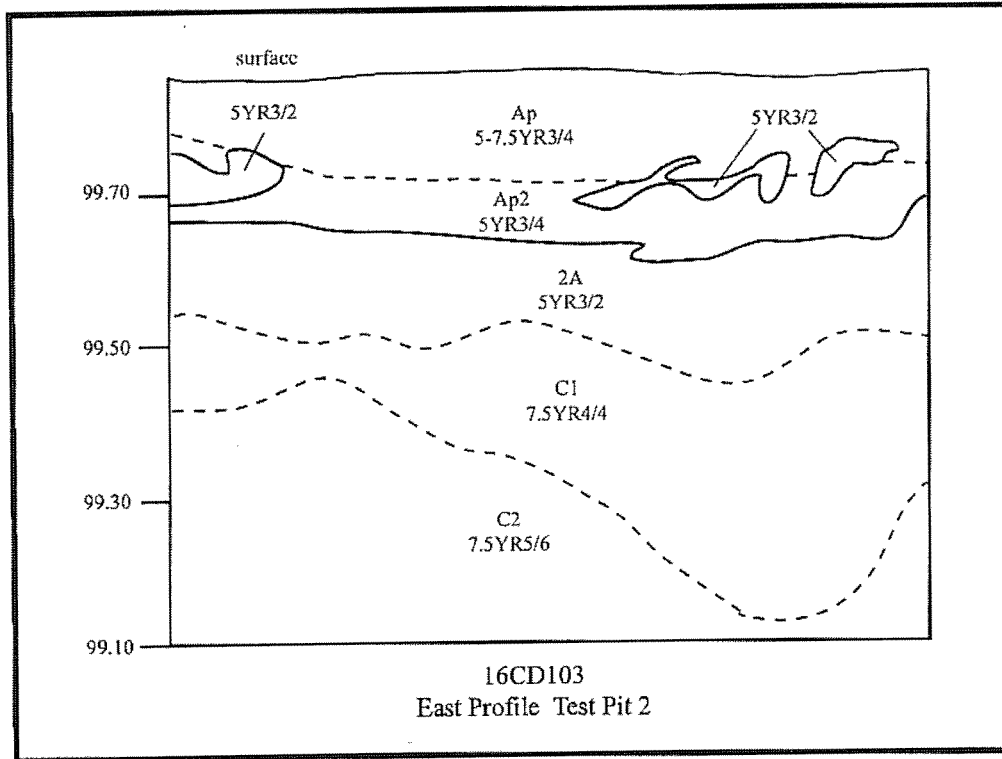 surface
5YR3/2
Ap
5-7.5YR3/4
5YR3/2
99.70
Ap2
5YR3/4
2A
5YR3/2
99.50
C1
7.5YR4/4
99.30
C2
7.5YR5/6
99.10
16CD103
East Profile Test Pit 2